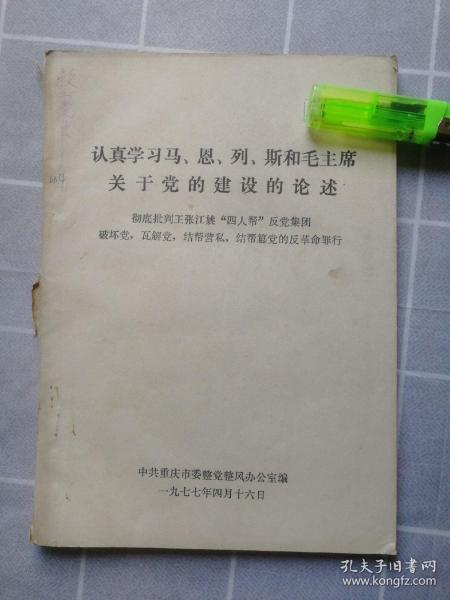 认真学习马、恩、列、斯和毛主席
关于党的建设的论述
彻底批判王张江姚“四人帮”反党集团
破坏党，瓦解党，结帮营私，结帮篡党的反革命罪行
中共重庆市委整党整风办公室编
一九七七年四月十六日
孔夫子旧书网
www.kongfz.com